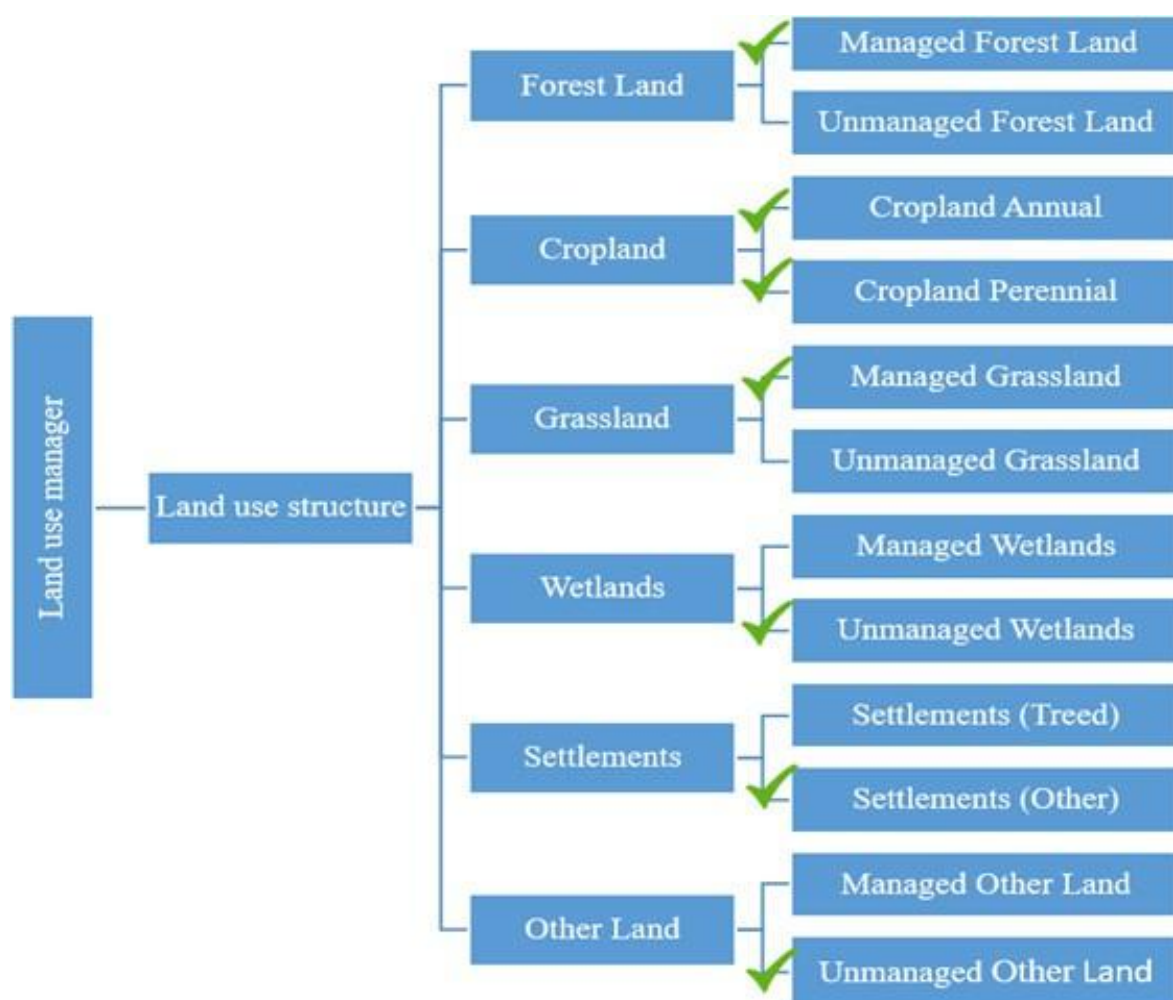 Land use manager
Land use structure
Forest Land
Managed Forest Land
Unmanaged Forest Land
Cropland
Cropland Annual
Cropland Perennial
Grassland
Managed Grassland
Unmanaged Grassland
Wetlands
Managed Wetlands
Unmanaged Wetlands
Settlements
Settlements (Treed)
Settlements (Other)
Other Land
Managed Other Land
Unmanaged Other Land